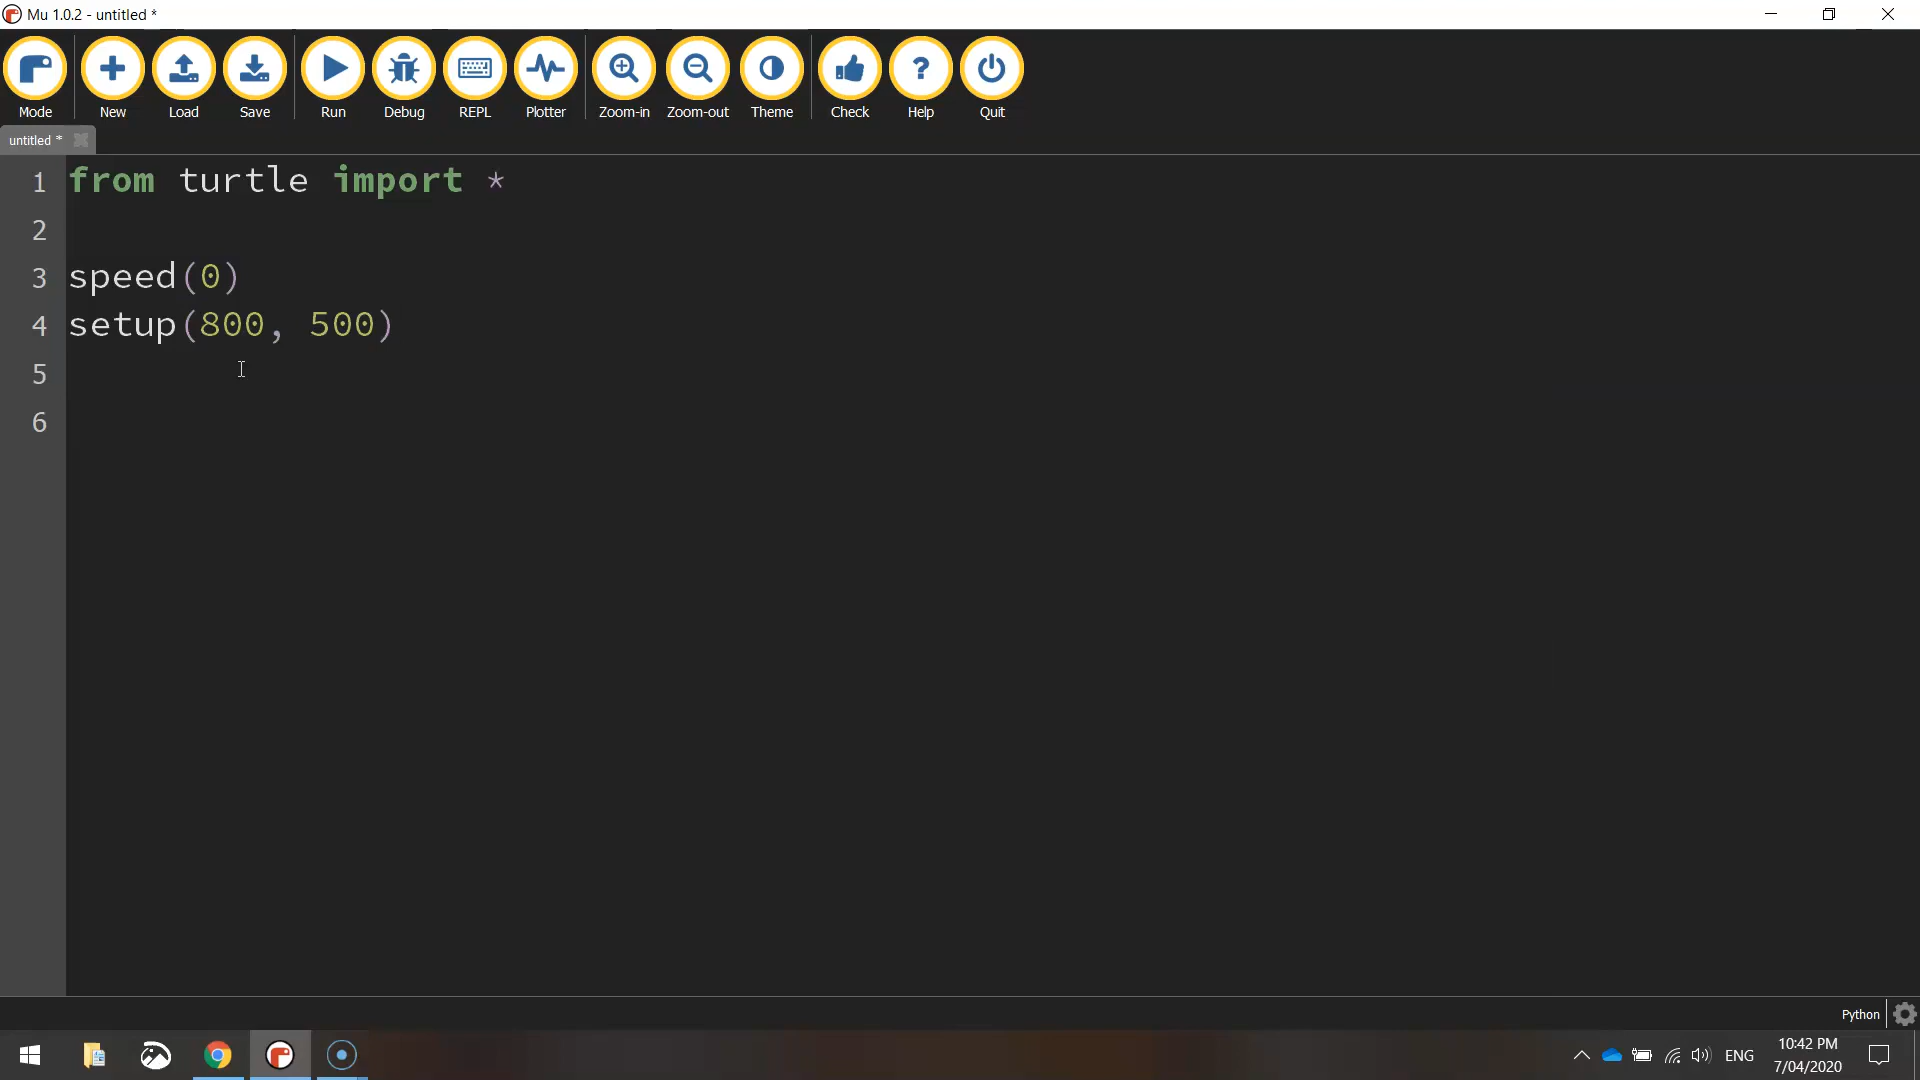 Mu 1.0.2 - untitled *
Mode New Load Save Run Debug REPL Plotter Zoom-in Zoom-out Theme Check Help Quit
untitled *
1 from turtle import *
2
3 speed(0)
4 setup(800, 500)
5
6
Python
ENG
10:42 PM
7/04/2020